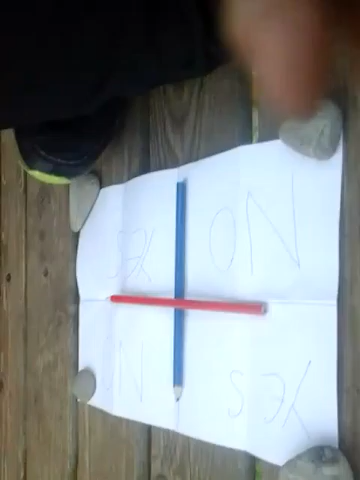 YES NO
NO YES